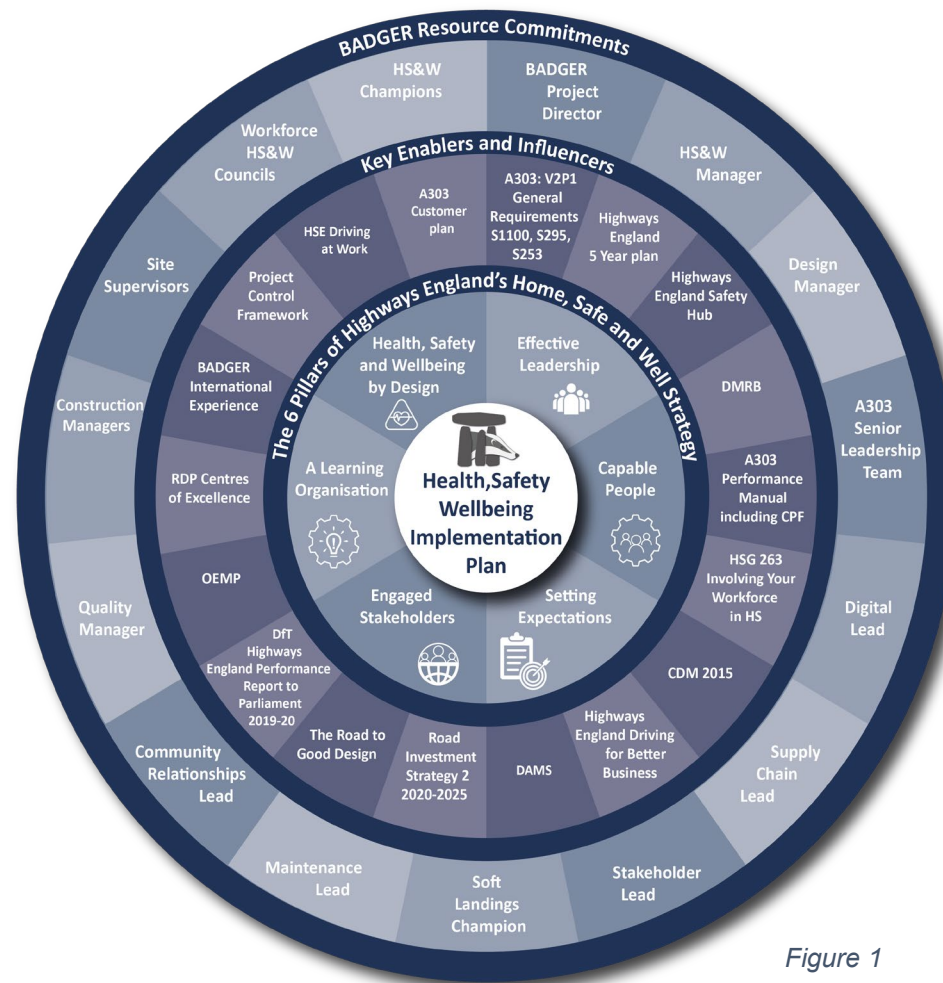 BADGER Resource Commitments
BADGER
Project
Director
HS&W
Manager
Design
Manager
A303
Senior
Leadership
Team
Digital
Lead
Supply
Chain
Lead
Stakeholder
Lead
Soft
Landings
Champion
Maintenance
Lead
Community
Relationships
Lead
Quality
Manager
Construction
Managers
Site
Supervisors
Workforce
HS&W
Councils
HS&W
Champions
Key Enablers and Influencers
A303: V2P1
General
Requirements
S1100, S295,
S253
Highways
England
5 Year plan
Highways
England Safety
Hub
DMRB
A303
Performance
Manual
including CPF
HSG 263
Involving Your
Workforce
in HS
CDM 2015
Highways
England Driving
for Better
Business
DAMS
Road
Investment
Strategy 2
2020-2025
The Road to
Good Design
DfT
Highways
England Performance
Report to
Parliament
2019-20
OEMP
RDP Centres
of Excellence
BADGER
International
Experience
Project
Control
Framework
HSE Driving
at Work
A303
Customer
plan
The 6 Pillars of Highways England's Home, Safe and Well Strategy
Effective
Leadership
Capable
People
Setting
Expectations
Engaged
Stakeholders
A Learning
Organisation
Health, Safety
and Wellbeing
by Design
Health,Safety
Wellbeing
Implementation
Plan
Figure 1